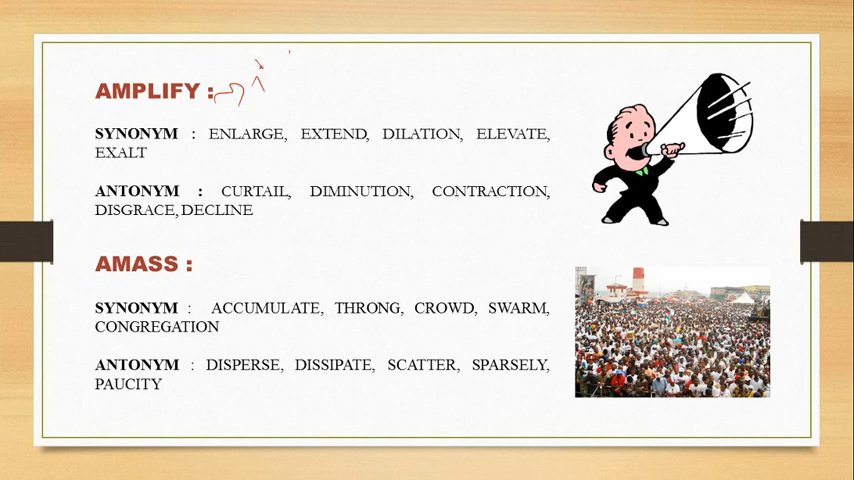 AMPLIFY :
SYNONYM : ENLARGE, EXTEND, DILATION, ELEVATE,
EXALT
ANTONYM : CURTAIL, DIMINUTION, CONTRACTION,
DISGRACE, DECLINE
AMASS :
SYNONYM : ACCUMULATE, THRONG, CROWD, SWARM,
CONGREGATION
ANTONYM : DISPERSE, DISSIPATE, SCATTER, SPARSELY,
PAUCITY